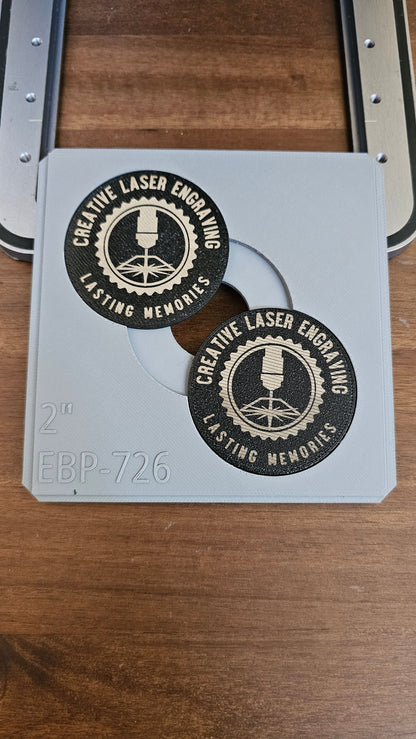 CREATIVE LASER ENGRAVING
LASTING MEMORIES
CREATIVE LASER ENGRAVING
LASTING MEMORIES
2"
EBP-726